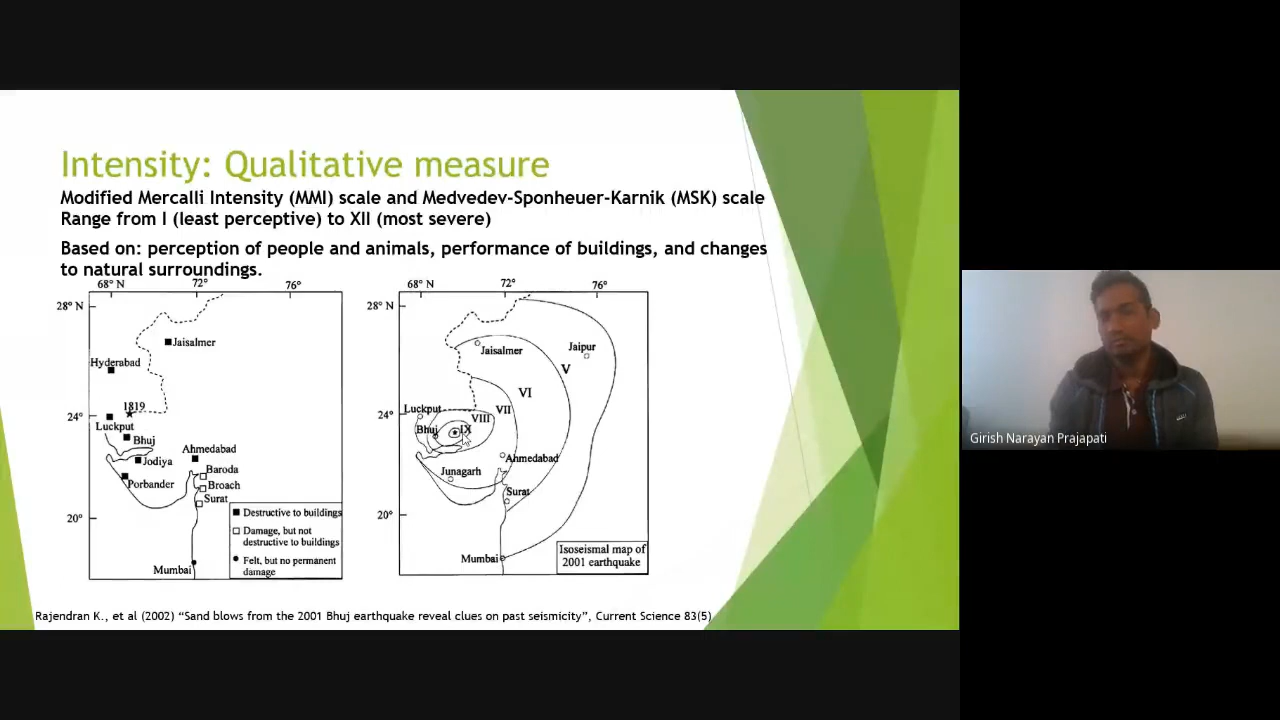 Intensity: Qualitative measure
Modified Mercalli Intensity (MMI) scale and Medvedev-Sponheuer-Karnik (MSK) scale
Range from I (least perceptive) to XII (most severe)
Based on: perception of people and animals, performance of buildings, and changes
to natural surroundings.
68° N 72° 76°
28° N
Jaisalmer
Hyderabad
1819
24°
Luckput
Bhuj
Ahmedabad
Jodiya
Baroda
Porbander
Broach
Surat
20°
Destructive to buildings
Damage, but not
destructive to buildings
Felt, but no permanent
damage
Mumbai
68° N 72° 76°
28° N
Jaipur
Jaisalmer
V
VI
VII
Luckput
24°
VIII
Bhuj
IX
Ahmedabad
Junagarh
Surat
20°
Mumbai
Isoseismal map of
2001 earthquake
Rajendran K., et al (2002) “Sand blows from the 2001 Bhuj earthquake reveal clues on past seismicity”, Current Science 83(5)
Girish Narayan Prajapati